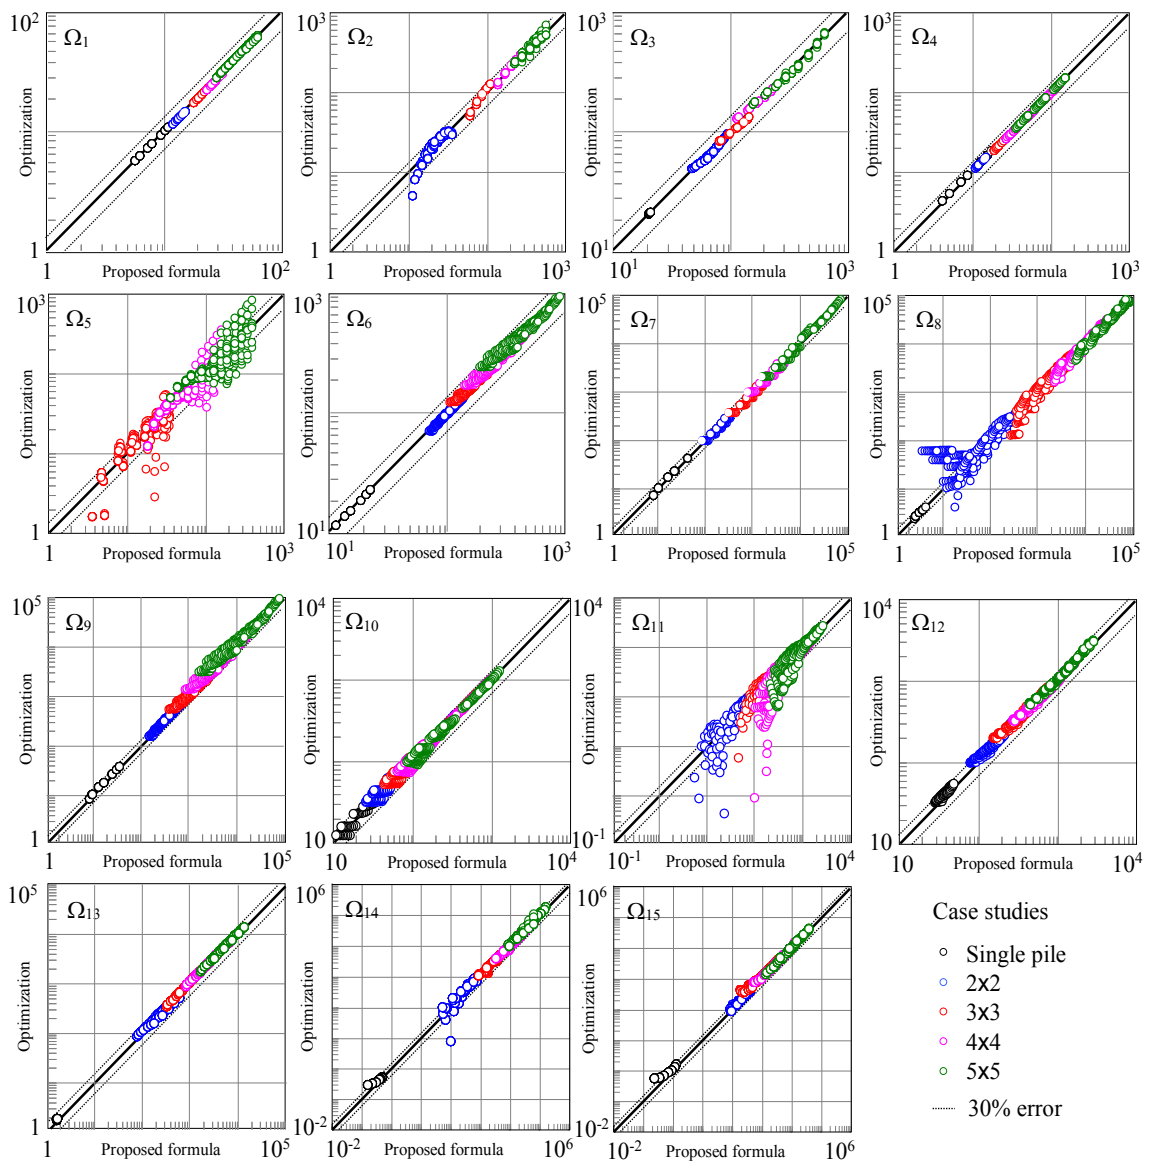 10² Ω₁ Optimization 1 1 Proposed formula 10²
10³ Ω₂ Optimization 1 1 Proposed formula 10³
10³ Ω₃ Optimization 10¹ 10¹ Proposed formula 10³
10³ Ω₄ Optimization 1 1 Proposed formula 10³
10³ Ω₅ Optimization 1 1 Proposed formula 10³
10³ Ω₆ Optimization 10¹ 10¹ Proposed formula 10³
10⁵ Ω₇ Optimization 1 1 Proposed formula 10⁵
10⁵ Ω₈ Optimization 1 1 Proposed formula 10⁵
10⁵ Ω₉ Optimization 1 1 Proposed formula 10⁵
10⁴ Ω₁₀ Optimization 10 10 Proposed formula 10⁴
10⁴ Ω₁₁ Optimization 10⁻¹ 10⁻¹ Proposed formula 10⁴
10⁴ Ω₁₂ Optimization 10 10 Proposed formula 10⁴
10⁵ Ω₁₃ Optimization 1 1 Proposed formula 10⁵
10⁶ Ω₁₄ Optimization 10⁻² 10⁻² Proposed formula 10⁶
10⁶ Ω₁₅ Optimization 10⁻² 10⁻² Proposed formula 10⁶
Case studies
Single pile
2x2
3x3
4x4
5x5
30% error